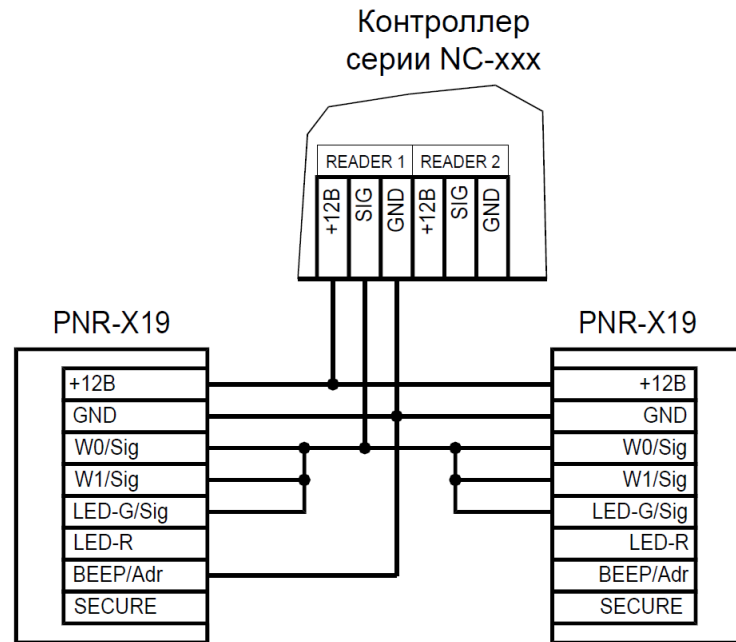 Контроллер
серии NC-xxx
READER 1 READER 2
+12В SIG GND +12В SIG GND
PNR-X19 PNR-X19
+12В +12В
GND GND
W0/Sig W0/Sig
W1/Sig W1/Sig
LED-G/Sig LED-G/Sig
LED-R LED-R
BEEP/Adr BEEP/Adr
SECURE SECURE